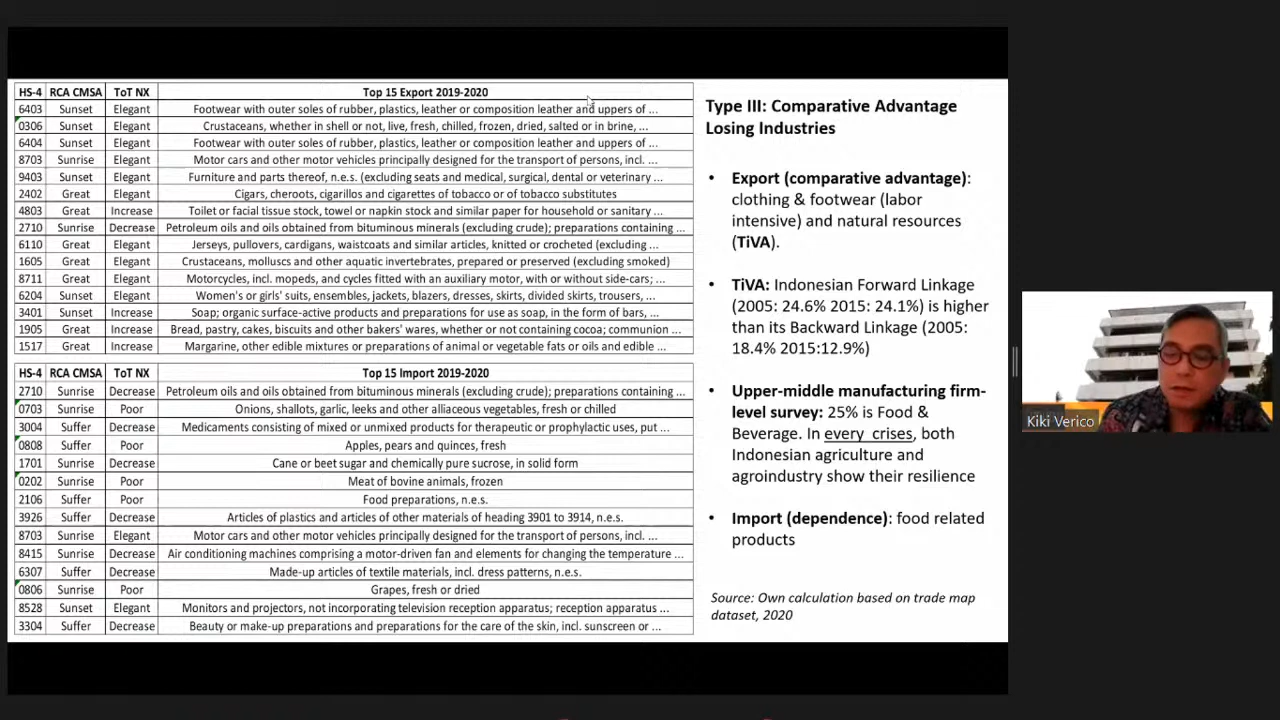 HS-4 RCA CMSA ToT NX Top 15 Export 2019-2020
6403 Sunset Elegant Footwear with outer soles of rubber, plastics, leather or composition leather and uppers of ...
0306 Sunset Elegant Crustaceans, whether in shell or not, live, fresh, chilled, frozen, dried, salted or in brine, ...
6404 Sunset Elegant Footwear with outer soles of rubber, plastics, leather or composition leather and uppers of ...
8703 Sunrise Elegant Motor cars and other motor vehicles principally designed for the transport of persons, incl. ...
9403 Sunset Elegant Furniture and parts thereof, n.e.s. (excluding seats and medical, surgical, dental or veterinary ...
2402 Great Elegant Cigars, cheroots, cigarillos and cigarettes of tobacco or of tobacco substitutes
4803 Great Increase Toilet or facial tissue stock, towel or napkin stock and similar paper for household or sanitary ...
2710 Sunrise Decrease Petroleum oils and oils obtained from bituminous minerals (excluding crude); preparations containing ...
6110 Great Elegant Jerseys, pullovers, cardigans, waistcoats and similar articles, knitted or crocheted (excluding ...
1605 Great Elegant Crustaceans, molluscs and other aquatic invertebrates, prepared or preserved (excluding smoked)
8711 Great Elegant Motorcycles, incl. mopeds, and cycles fitted with an auxiliary motor, with or without side-cars; ...
6204 Sunset Elegant Women's or girls' suits, ensembles, jackets, blazers, dresses, skirts, divided skirts, trousers, ...
3401 Sunset Increase Soap; organic surface-active products and preparations for use as soap, in the form of bars, ...
1905 Great Increase Bread, pastry, cakes, biscuits and other bakers' wares, whether or not containing cocoa; communion ...
1517 Great Increase Margarine, other edible mixtures or preparations of animal or vegetable fats or oils and edible ...
HS-4 RCA CMSA ToT NX Top 15 Import 2019-2020
2710 Sunrise Decrease Petroleum oils and oils obtained from bituminous minerals (excluding crude); preparations containing ...
0703 Sunrise Poor Onions, shallots, garlic, leeks and other alliaceous vegetables, fresh or chilled
3004 Suffer Decrease Medicaments consisting of mixed or unmixed products for therapeutic or prophylactic uses, put ...
0808 Suffer Poor Apples, pears and quinces, fresh
1701 Sunrise Decrease Cane or beet sugar and chemically pure sucrose, in solid form
0202 Sunrise Poor Meat of bovine animals, frozen
2106 Suffer Poor Food preparations, n.e.s.
3926 Suffer Decrease Articles of plastics and articles of other materials of heading 3901 to 3914, n.e.s.
8703 Sunrise Elegant Motor cars and other motor vehicles principally designed for the transport of persons, incl. ...
8415 Sunrise Decrease Air conditioning machines comprising a motor-driven fan and elements for changing the temperature ...
6307 Suffer Decrease Made-up articles of textile materials, incl. dress patterns, n.e.s.
0806 Sunrise Poor Grapes, fresh or dried
8528 Sunset Elegant Monitors and projectors, not incorporating television reception apparatus; reception apparatus ...
3304 Suffer Decrease Beauty or make-up preparations and preparations for the care of the skin, incl. sunscreen or ...
Type III: Comparative Advantage
Losing Industries
• Export (comparative advantage):
clothing & footwear (labor
intensive) and natural resources
(TiVA).
• TiVA: Indonesian Forward Linkage
(2005: 24.6% 2015: 24.1%) is higher
than its Backward Linkage (2005:
18.4% 2015:12.9%)
• Upper-middle manufacturing firm-
level survey: 25% is Food &
Beverage. In every crises, both
Indonesian agriculture and
agroindustry show their resilience
• Import (dependence): food related
products
Source: Own calculation based on trade map
dataset, 2020
Kiki Verico